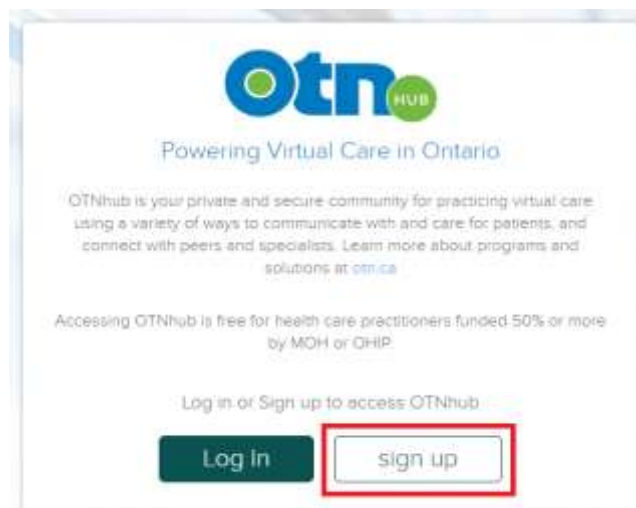 otn HUB
Powering Virtual Care in Ontario
OTNhub is your private and secure community for practicing virtual care
using a variety of ways to communicate with and care for patients, and
connect with peers and specialists. Learn more about programs and
solutions at otn.ca
Accessing OTNhub is free for health care practitioners funded 50% or more
by MOH or OHIP.
Log in or Sign up to access OTNhub
Log In
sign up